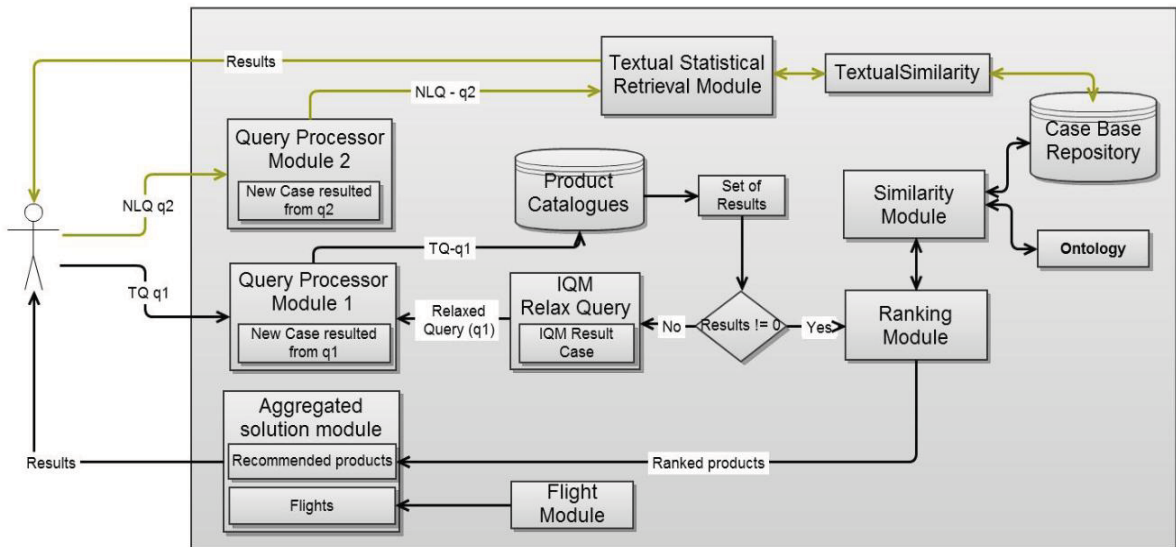 Results
Textual Statistical
Retrieval Module
TextualSimilarity
NLQ - q2
Query Processor
Module 2
New Case resulted
from q2
Case Base
Repository
Product
Catalogues
Set of
Results
Similarity
Module
NLQ q2
TQ-q1
Ontology
TQ q1
Query Processor
Module 1
New Case resulted
from q1
Relaxed
Query (q1)
IQM
Relax Query
IQM Result
Case
No
Results != 0
Yes
Ranking
Module
Aggregated
solution module
Recommended products
Ranked products
Results
Flights
Flight
Module